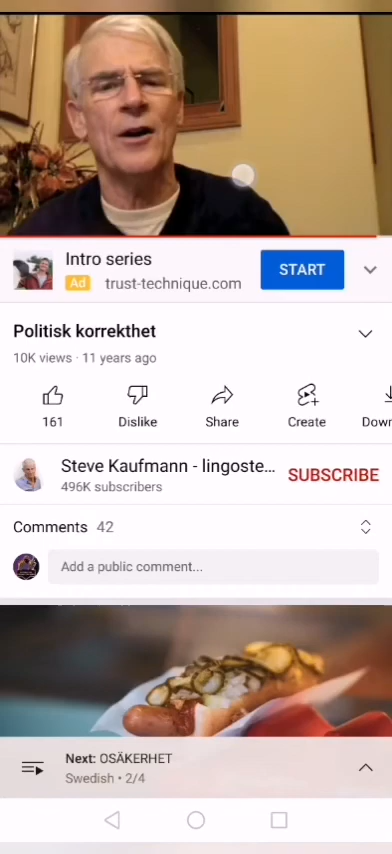 Intro series
START
Ad trust-technique.com
Politisk korrekthet
10K views · 11 years ago
161 Dislike Share Create Down
Steve Kaufmann - lingoste...
SUBSCRIBE
496K subscribers
Comments 42
Add a public comment...
Next: OSÄKERHET
Swedish • 2/4